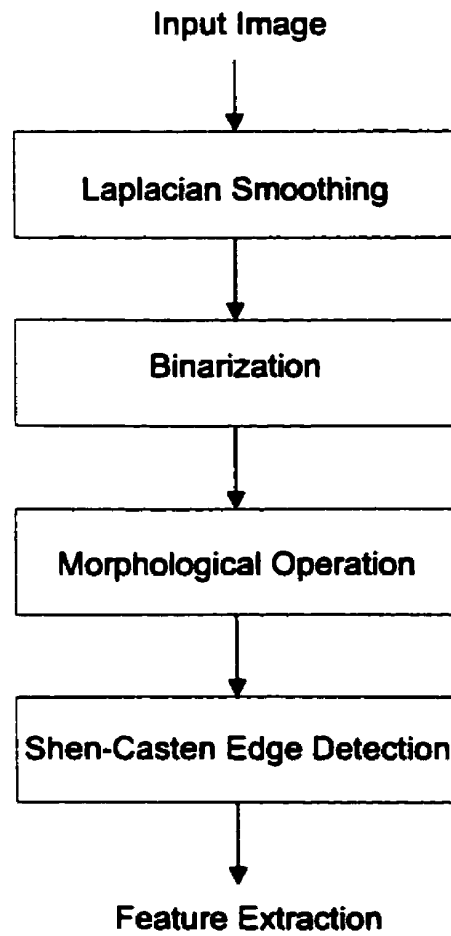 Input Image
Laplacian Smoothing
Binarization
Morphological Operation
Shen-Casten Edge Detection
Feature Extraction